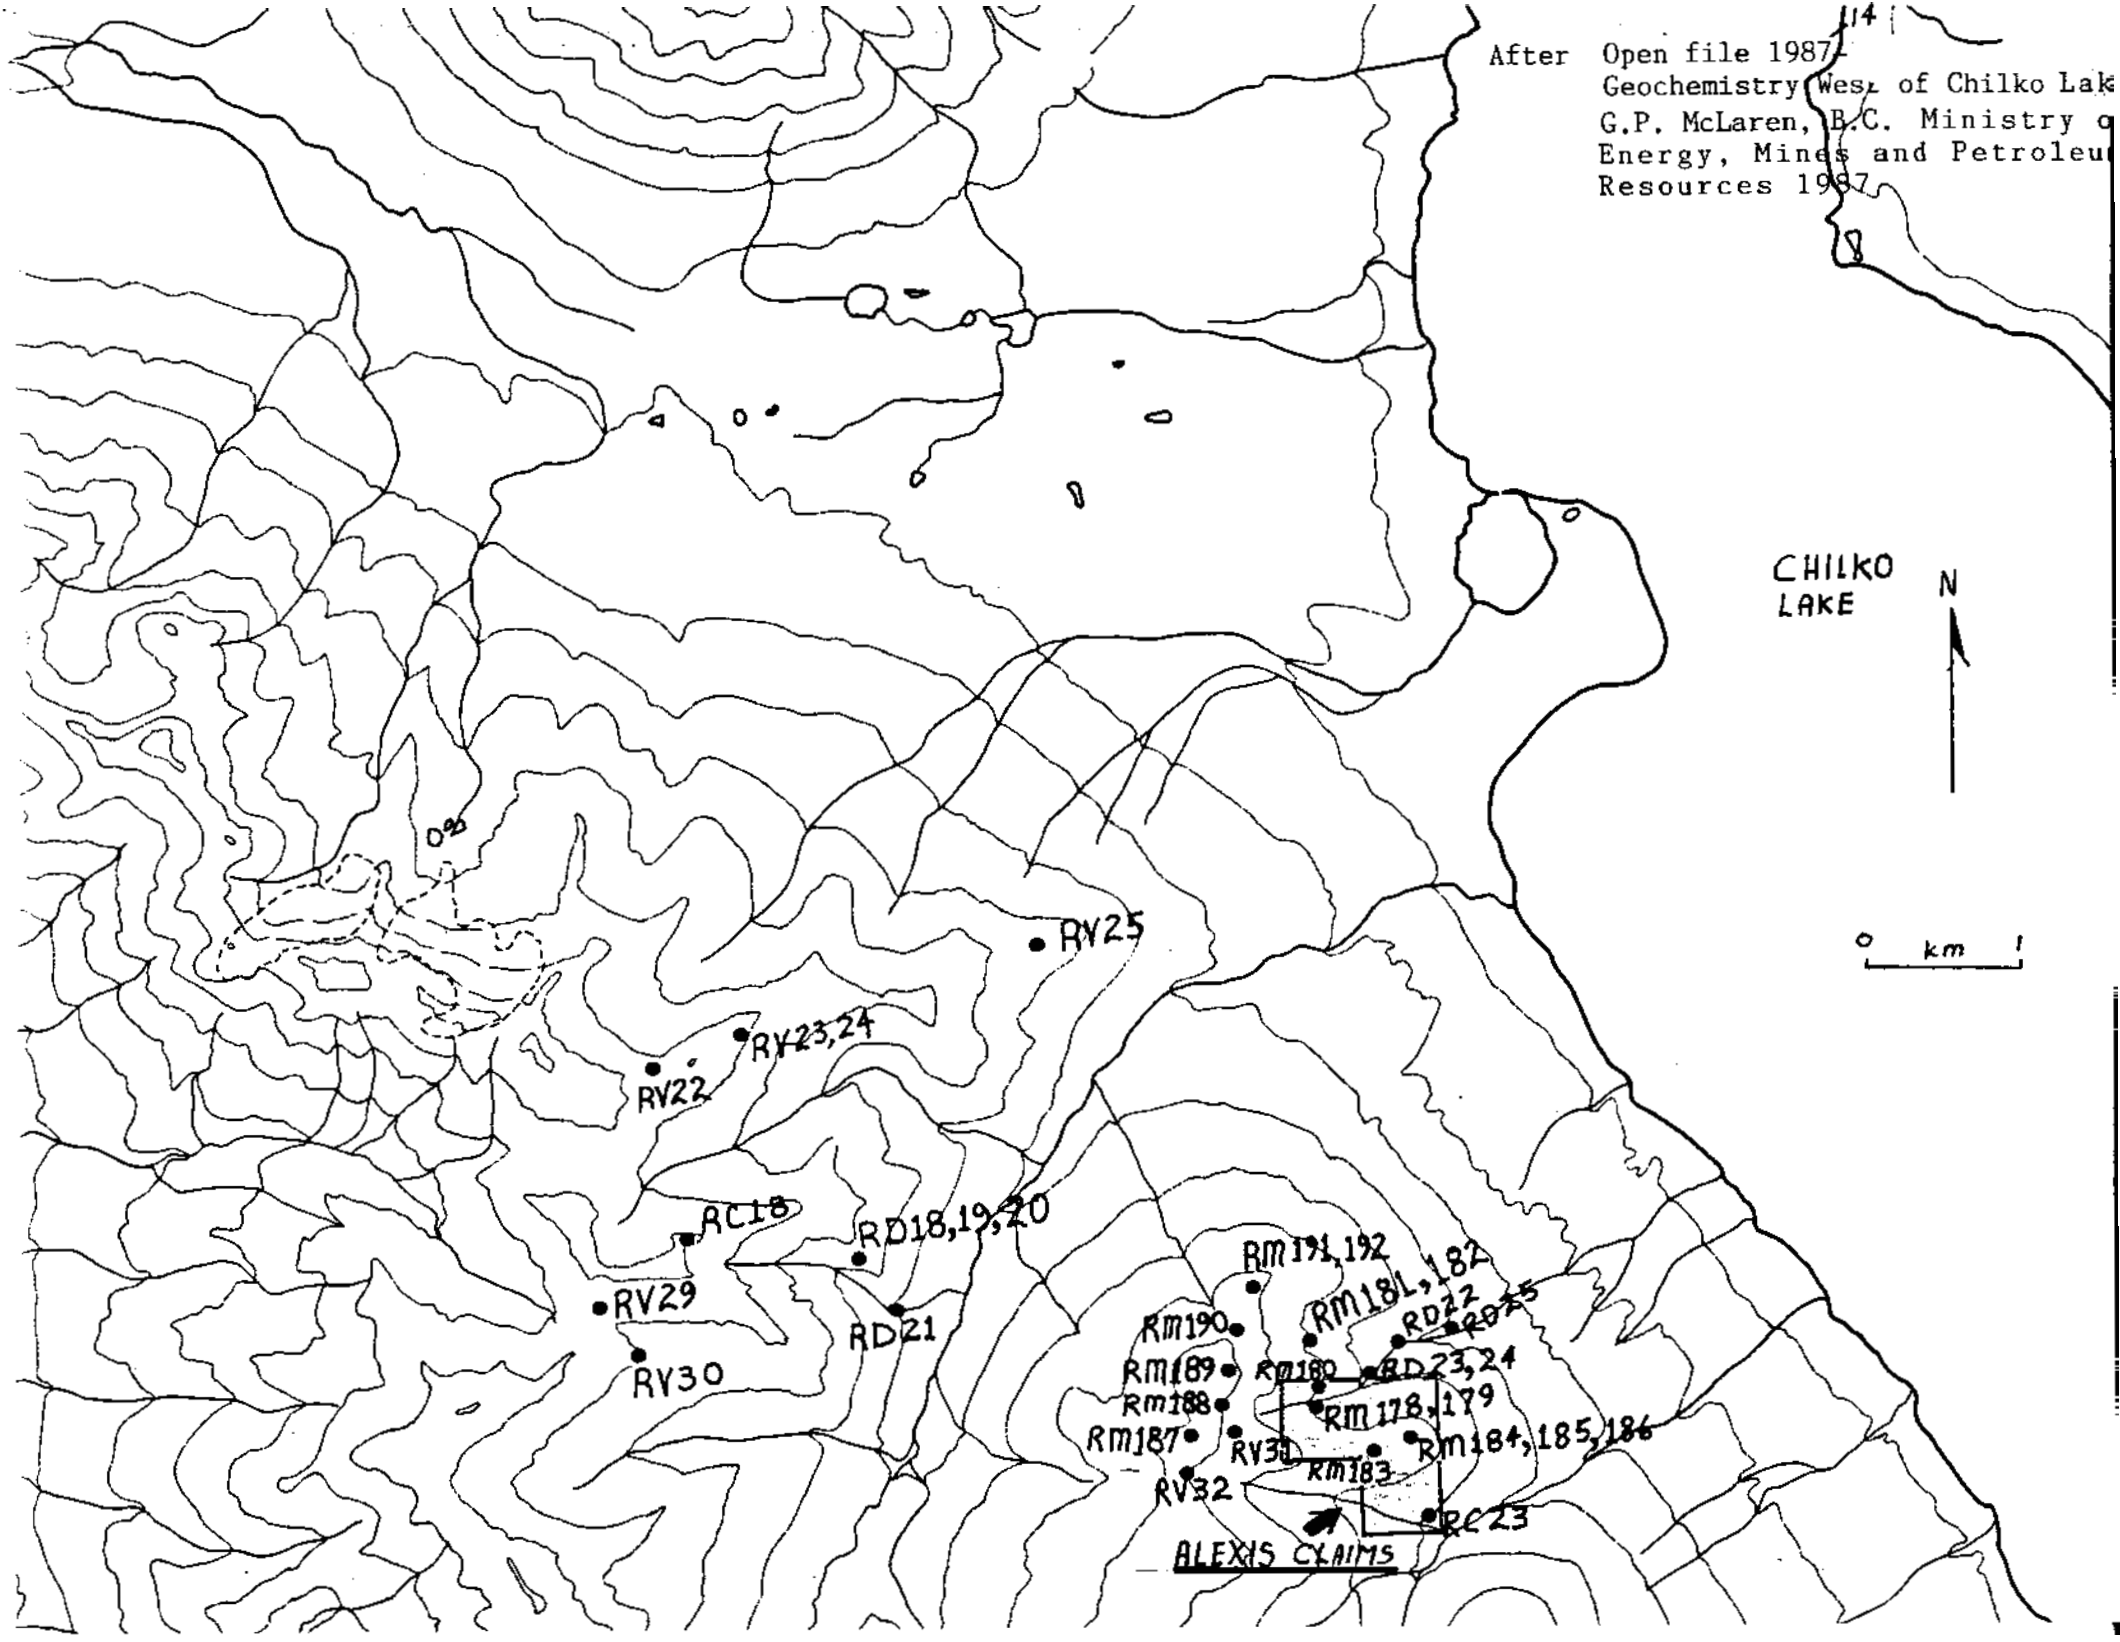 14
After Open file 1987-
Geochemistry West of Chilko Lak
G.P. McLaren, B.C. Ministry o
Energy, Mines and Petroleu
Resources 1987
CHILKO
LAKE
N
0 km 1
RV25
RV23,24
RV22
RC18
RD18,19,20
RV29
RD21
RV30
RM191,192
RM181,182
RM190
RD22
RD25
RM189
RM180
RD23,24
RM188
RM178,179
RM187
RV31
RM184,185,186
RM183
RV32
RC23
ALEXIS CLAIMS